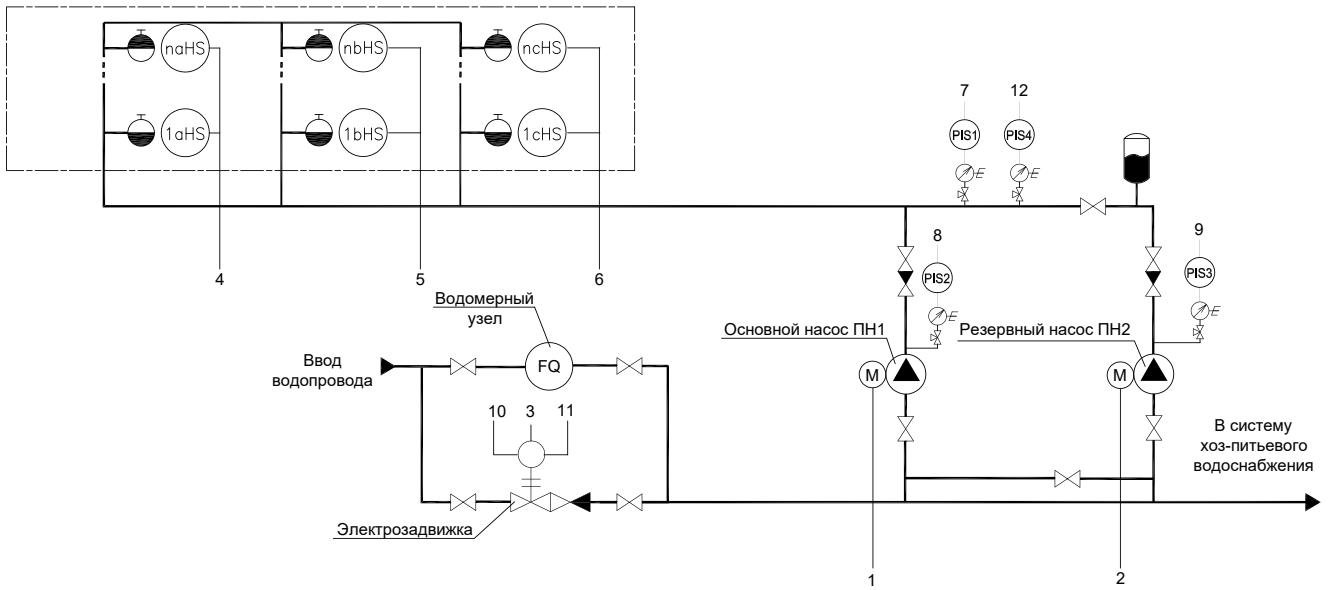 naHS
nbHS
ncHS
1aHS
1bHS
1cHS
4
5
6
7
12
PIS1
PIS4
E
E
8
9
PIS2
PIS3
E
E
Водомерный
узел
FQ
Ввод
водопровода
Основной насос ПН1
Резервный насос ПН2
M
M
10
3
11
Электрозадвижка
В систему
хоз-питьевого
водоснабжения
1
2